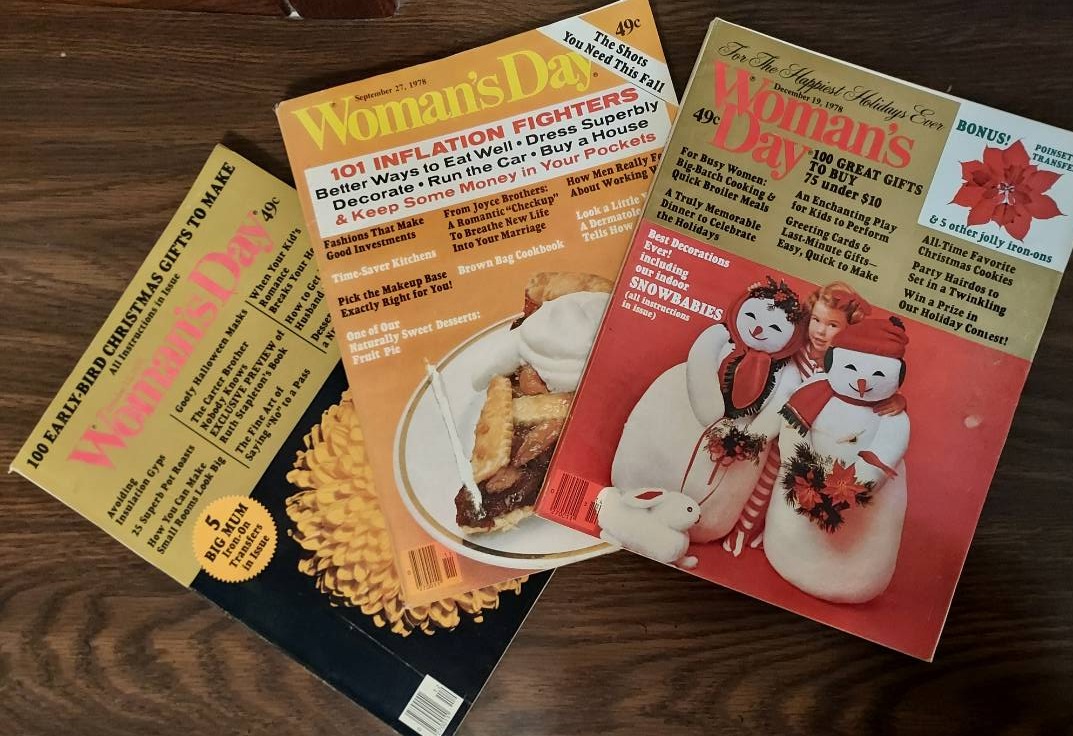 100 EARLY-BIRD CHRISTMAS GIFTS TO MAKE
All Instructions in Issue
Woman's Day
49c
Goofy Halloween Masks
The Carter Brother
Nobody Knows
EXCLUSIVE PREVIEW of
Ruth Stapleton's Book
The Fine Art of
Saying "No" to a Pass
When Your Kid's
Romance
Breaks Your
How to Get
Husband
Avoiding
Insulation Gyps
25 Superb Pot Roasts
How You Can Make
Small Rooms Look Big
5
BIG MUM
Iron-On
Transfers
in Issue
September 27, 1978
49c
Woman's Day
The Shots
You Need This Fall
101 INFLATION FIGHTERS
Better Ways to Eat Well • Dress Superbly
Decorate • Run the Car • Buy a House
& Keep Some Money in Your Pockets
Fashions That Make
Good Investments
From Joyce Brothers:
A Romantic "Checkup"
To Breathe New Life
Into Your Marriage
How Men Really
About Working
Look a Little
A
Tells How
Time-Saver Kitchens
Brown Bag Cookbook
Pick the Makeup Base
Exactly Right for You!
One of Our
Naturally Sweet Desserts:
Fruit Pie
For The Happiest Holidays Ever
December 19, 1978
Woman's
Day
49c
BONUS!
& 5 other jolly iron-ons
For Busy Women:
Big-Batch Cooking &
Quick Broiler Meals
A Truly Memorable
Dinner to Celebrate
the Holidays
100 GREAT GIFTS
TO BUY
75 under $10
An Enchanting Play
for Kids to Perform
Greeting Cards &
Last-Minute Gifts—
Easy, Quick to Make
All-Time Favorite
Christmas Cookies
Party Hairdos to
Set in a Twinkling
Win a Prize in
Our Holiday Contest!
Best Decorations
Ever!
including
our indoor
SNOWBABIES
(all instructions
in issue)